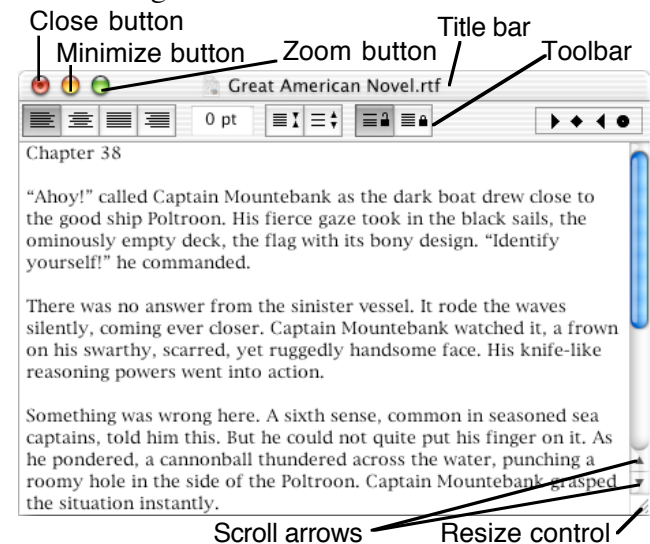 Close button
Title bar
Minimize button
Zoom button
Toolbar
Great American Novel.rtf
0 pt
Chapter 38
“Ahoy!” called Captain Mountebank as the dark boat drew close to
the good ship Poltroon. His fierce gaze took in the black sails, the
ominously empty deck, the flag with its bony design. “Identify
yourself!” he commanded.
There was no answer from the sinister vessel. It rode the waves
silently, coming ever closer. Captain Mountebank watched it, a frown
on his swarthy, scarred, yet ruggedly handsome face. His knife-like
reasoning powers went into action.
Something was wrong here. A sixth sense, common in seasoned sea
captains, told him this. But he could not quite put his finger on it. As
he pondered, a cannonball thundered across the water, punching a
roomy hole in the side of the Poltroon. Captain Mountebank grasped
the situation instantly.
Scroll arrows
Resize control